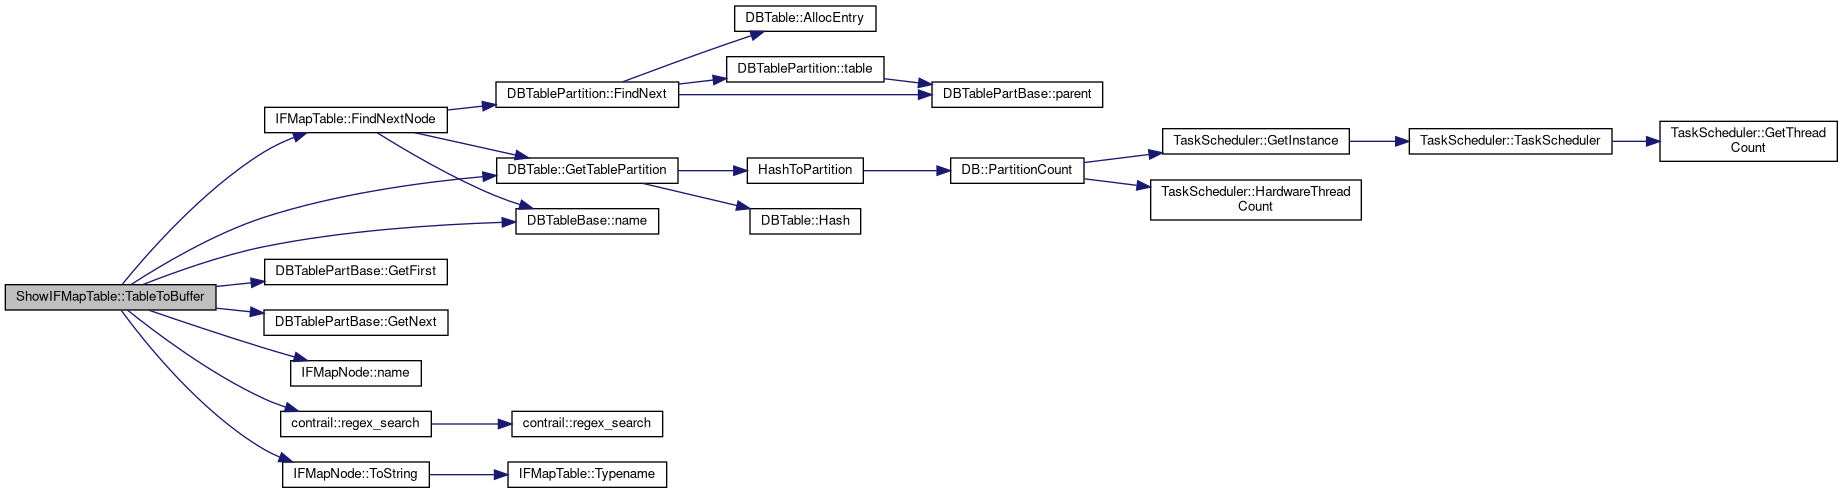 DBTable::AllocEntry
DBTablePartition::table
DBTablePartition::FindNext
DBTablePartBase::parent
IFMapTable::FindNextNode
TaskScheduler::GetInstance
TaskScheduler::TaskScheduler
TaskScheduler::GetThread
Count
DBTable::GetTablePartition
HashToPartition
DB::PartitionCount
TaskScheduler::HardwareThread
Count
DBTableBase::name
DBTable::Hash
DBTablePartBase::GetFirst
ShowIFMapTable::TableToBuffer
DBTablePartBase::GetNext
IFMapNode::name
contrail::regex_search
contrail::regex_search
IFMapNode::ToString
IFMapTable::Typename